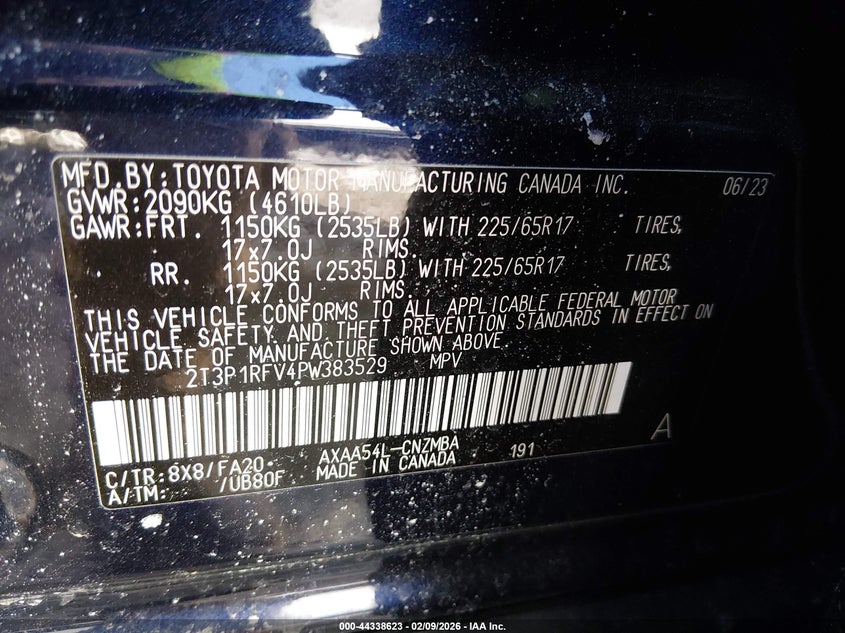 MFD.BY:TOYOTA MOTOR MANUFACTURING CANADA INC. 06/23
GVWR:2090KG (4610LB)
GAWR:FRT. 1150KG (2535LB) WITH 225/65R17 TIRES,
17x7.0J RIMS.
RR. 1150KG (2535LB) WITH 225/65R17 TIRES,
17x7.0J RIMS.
THIS VEHICLE CONFORMS TO ALL APPLICABLE FEDERAL MOTOR
VEHICLE SAFETY AND THEFT PREVENTION STANDARDS IN EFFECT ON
THE DATE OF MANUFACTURE SHOWN ABOVE.
2T3P1RFV4PW383529 MPV
C/TR:8X8/FA20 AXAA54L-CNZMBA 191 A
A/TM: /UB80F MADE IN CANADA
000-44338623 - 02/09/2026 - IAA Inc.